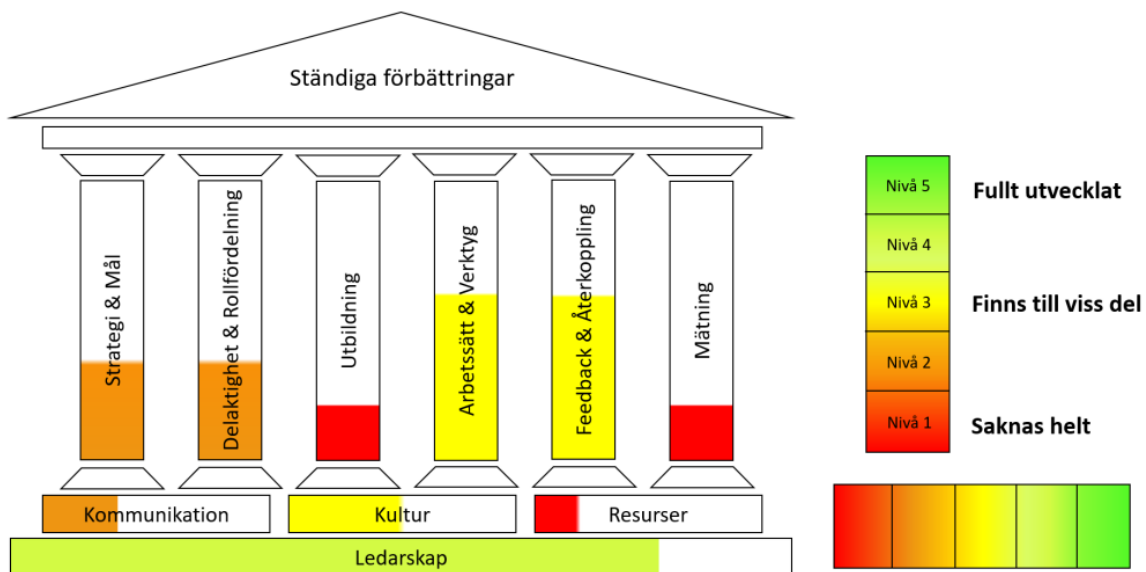 Ständiga förbättringar
Strategi & Mål
Delaktighet & Rollfördelning
Utbildning
Arbetssätt & Verktyg
Feedback & Återkoppling
Mätning
Kommunikation
Kultur
Resurser
Ledarskap
Nivå 5
Fullt utvecklat
Nivå 4
Nivå 3
Finns till viss del
Nivå 2
Nivå 1
Saknas helt